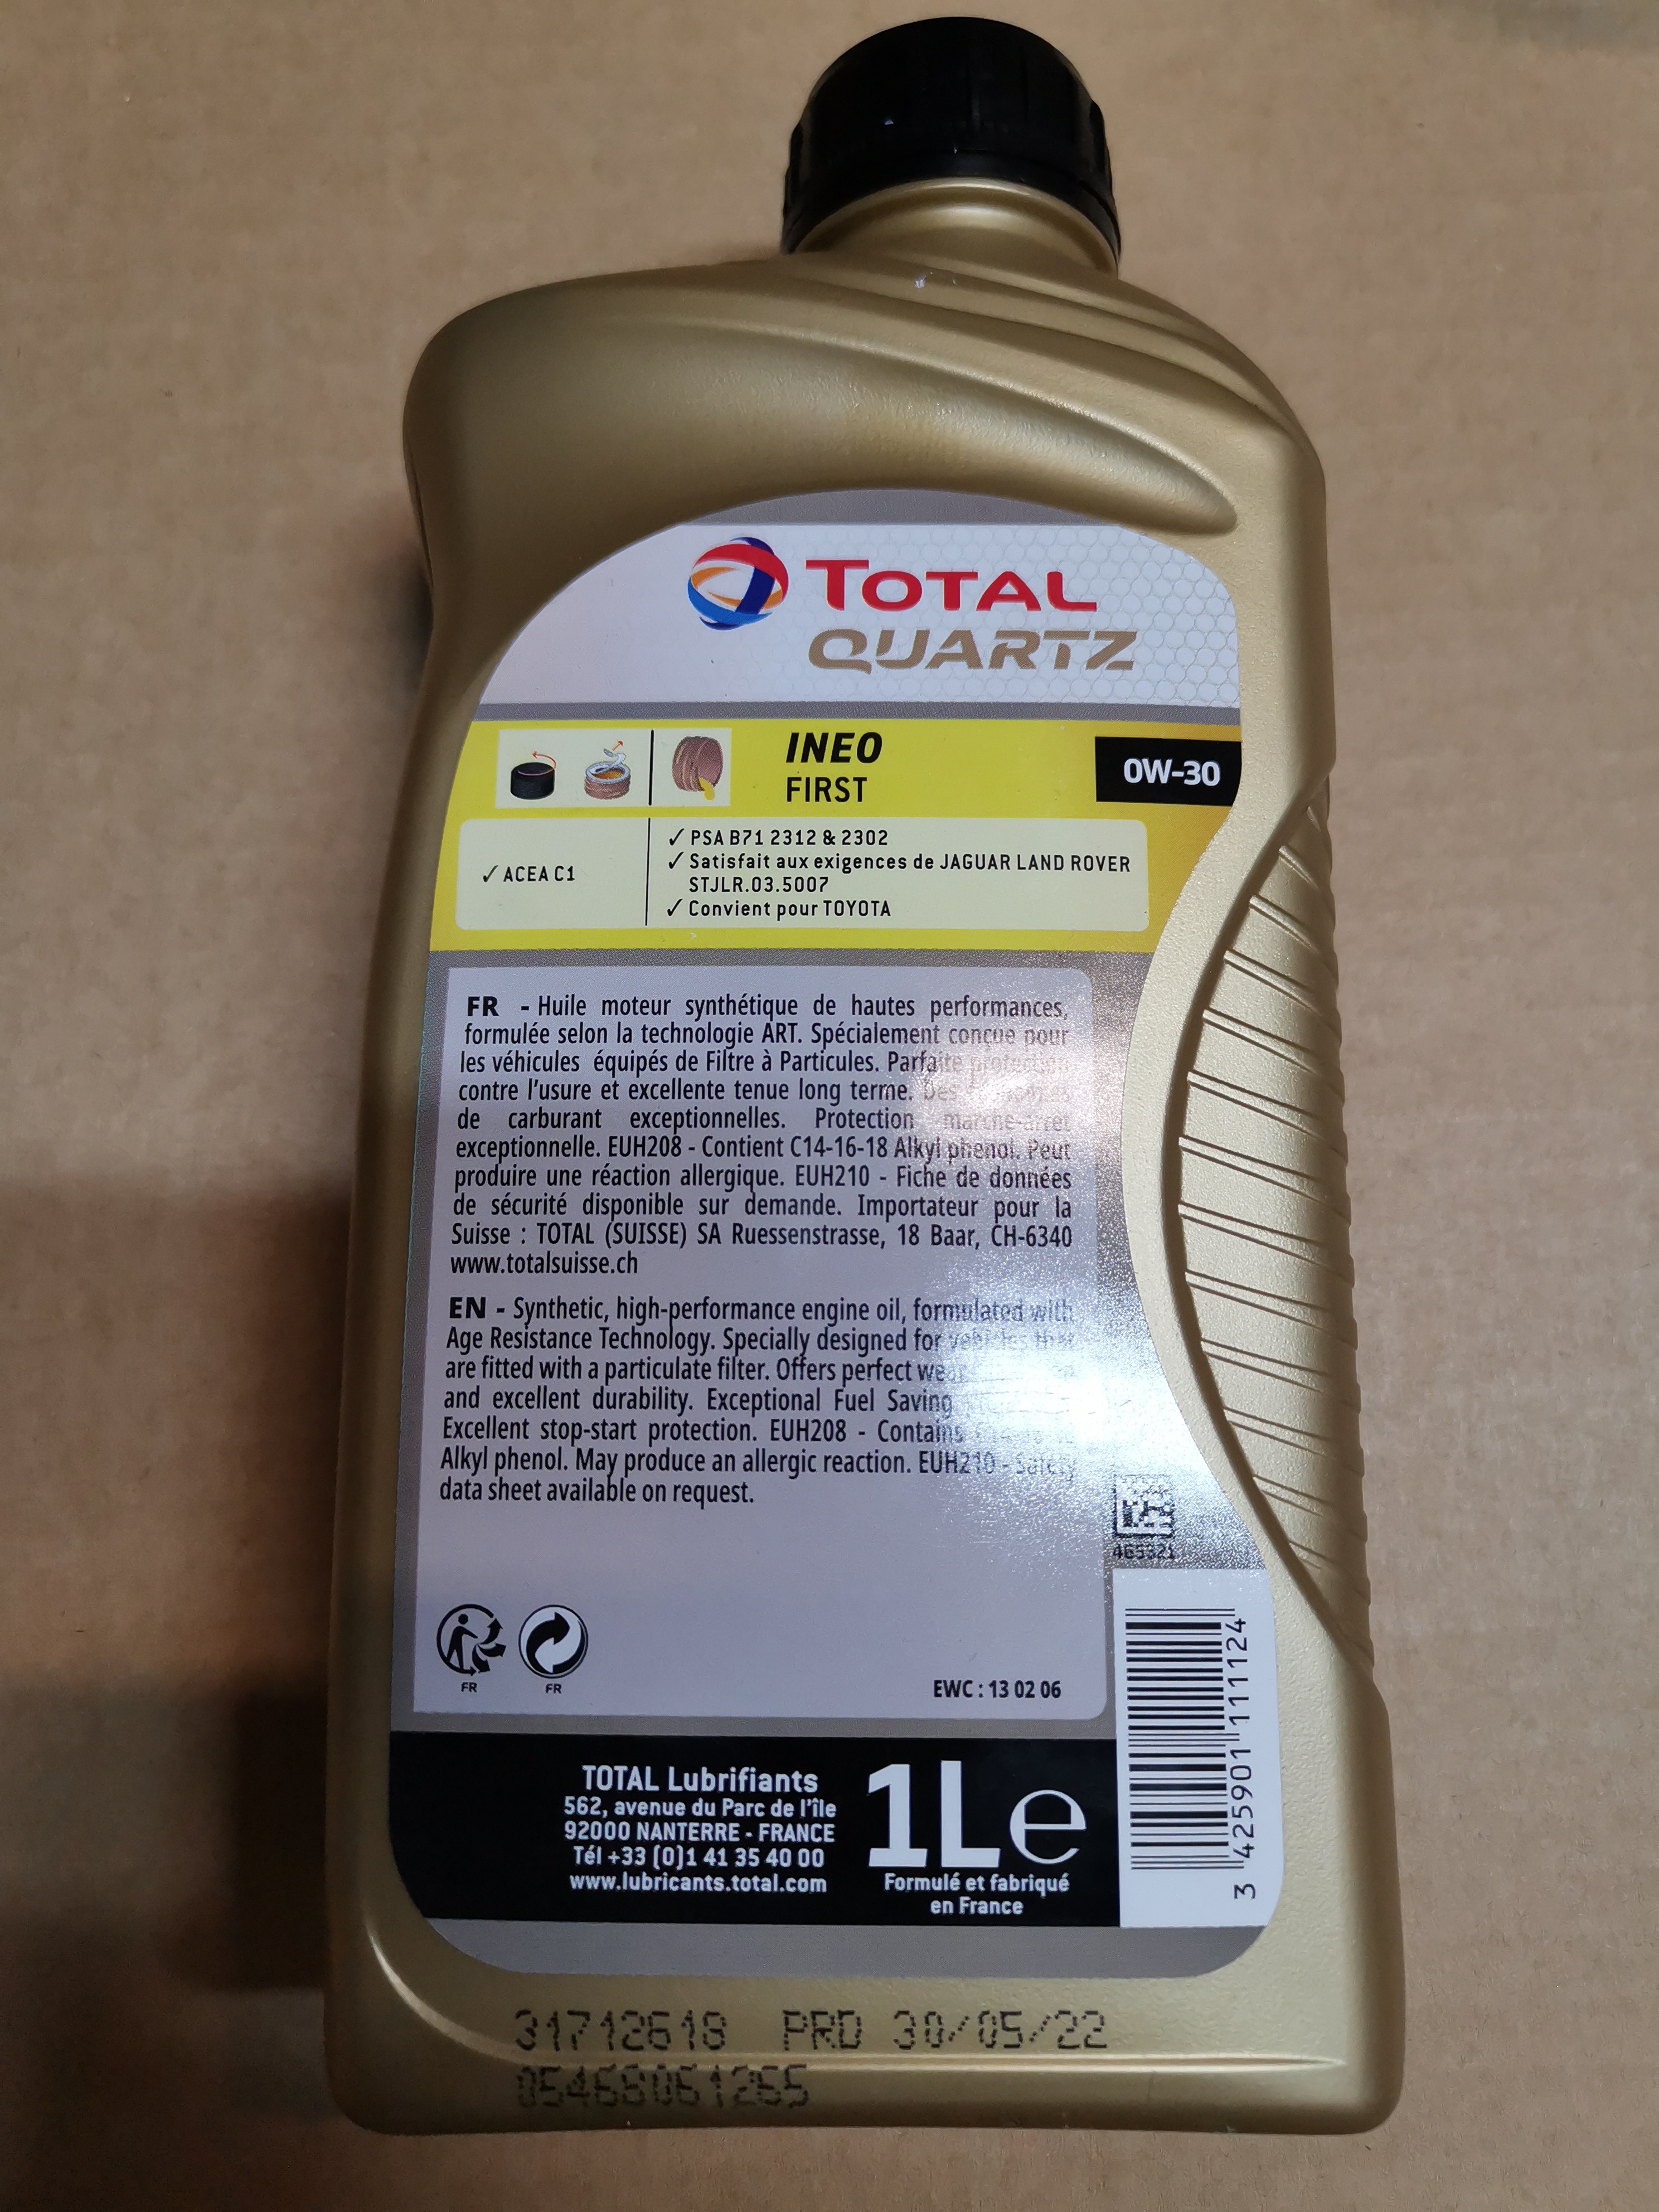 TOTAL
QUARTZ
INEO
FIRST
0W-30
✓ ACEA C1
✓ PSA B71 2312 & 2302
✓ Satisfait aux exigences de JAGUAR LAND ROVER
STJLR.03.5007
✓ Convient pour TOYOTA
FR - Huile moteur synthétique de hautes performances,
formulée selon la technologie ART. Spécialement conçue pour
les véhicules équipés de Filtre à Particules. Parfaite protection
contre l'usure et excellente tenue long terme. Des
de carburant exceptionnelles. Protection marche-arret
exceptionnelle. EUH208 - Contient C14-16-18 Alkyl phenol. Peut
produire une réaction allergique. EUH210 - Fiche de données
de sécurité disponible sur demande. Importateur pour la
Suisse : TOTAL (SUISSE) SA Ruessenstrasse, 18 Baar, CH-6340
www.totalsuisse.ch
EN - Synthetic, high-performance engine oil, formulated with
Age Resistance Technology. Specially designed for vehicles that
are fitted with a particulate filter. Offers perfect wear
and excellent durability. Exceptional Fuel Saving
Excellent stop-start protection. EUH208 - Contains
Alkyl phenol. May produce an allergic reaction. EUH210 - Safety
data sheet available on request.
465321
FR
FR
EWC : 13 02 06
TOTAL Lubrifiants
562, avenue du Parc de l'île
92000 NANTERRE - FRANCE
Tél +33 (0)1 41 35 40 00
www.lubricants.total.com
1L e
Formulé et fabriqué
en France
3 425901 111124
31712618 PRD 30/05/22
05468061265